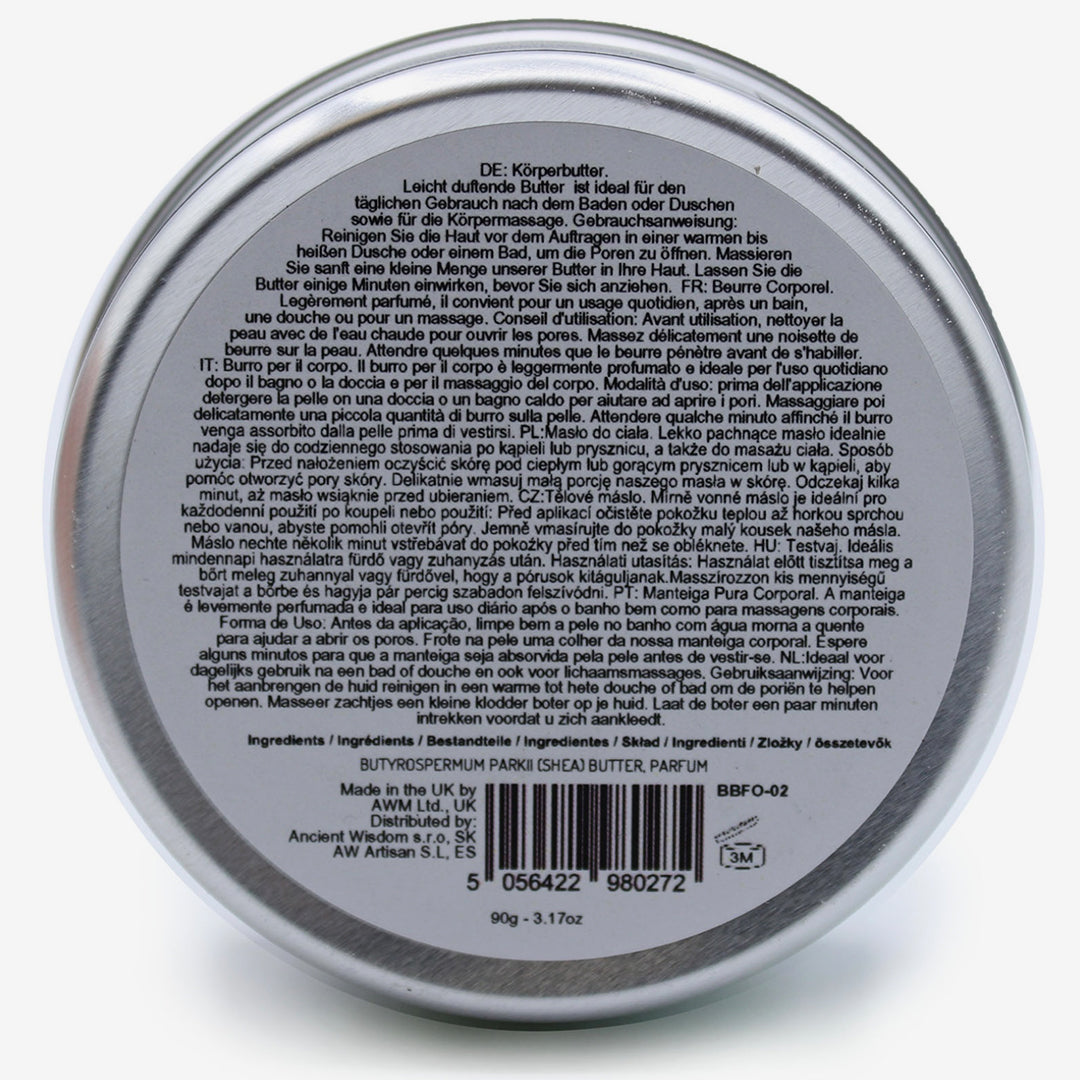 DE: Körperbutter.
Leicht duftende Butter ist ideal für den
täglichen Gebrauch nach dem Baden oder Duschen
sowie für die Körpermassage. Gebrauchsanweisung:
Reinigen Sie die Haut vor dem Auftragen in einer warmen bis
heißen Dusche oder einem Bad, um die Poren zu öffnen. Massieren
Sie sanft eine kleine Menge unserer Butter in Ihre Haut. Lassen Sie die
Butter einige Minuten einwirken, bevor Sie sich anziehen. FR: Beurre Corporel.
Legèrement parfumé, il convient pour un usage quotidien, après un bain,
une douche ou pour un massage. Conseil d'utilisation: Avant utilisation, nettoyer la
peau avec de l'eau chaude pour ouvrir les pores. Massez délicatement une noisette de
beurre sur la peau. Attendre quelques minutes que le beurre pénètre avant de s'habiller.
IT: Burro per il corpo. Il burro per il corpo è leggermente profumato e ideale per l'uso quotidiano
dopo il bagno o la doccia e per il massaggio del corpo. Modalità d'uso: prima dell'applicazione
detergere la pelle on una doccia o un bagno caldo per aiutare ad aprire i pori. Massaggiare poi
delicatamente una piccola quantità di burro sulla pelle. Attendere qualche minuto affinché il burro
venga assorbito dalla pelle prima di vestirsi. PL:Masło do ciała. Lekko pachnące masło idealnie
nadaje się do codziennego stosowania po kąpieli lub prysznicu, a także do masażu ciała. Sposób
użycia: Przed nałożeniem oczyścić skórę pod ciepłym lub gorącym prysznicem lub w kąpieli, aby
pomóc otworzyć pory skóry. Delikatnie wmasuj małą porcję naszego masła w skórę. Odczekaj kilka
minut, aż masło wsiąknie przed ubieraniem. CZ:Tělové máslo. Mírně vonné máslo je ideální pro
každodenní použití po koupeli nebo použití: Před aplikací očistěte pokožku teplou až horkou sprchou
nebo vanou, abyste pomohli otevřít póry. Jemně vmasírujte do pokožky malý kousek našeho másla.
Máslo nechte několik minut vstřebávat do pokožky před tím než se obléknete. HU: Testvaj. Ideális
mindennapi használatra fürdő vagy zuhanyzás után. Használati utasítás: Használat előtt tisztítsa meg a
bőrt meleg zuhannyal vagy fürdővel, hogy a pórusok kitáguljanak.Masszírozzon kis mennyiségű
testvajat a bőrbe és hagyja pár percig szabadon felszívódni. PT: Manteiga Pura Corporal. A manteiga
é levemente perfumada e ideal para uso diário após o banho bem como para massagens corporais.
Forma de Uso: Antes da aplicação, limpe bem a pele no banho com água morna a quente
para ajudar a abrir os poros. Frote na pele uma colher da nossa manteiga corporal. Espere
alguns minutos para que a manteiga seja absorvida pela pele antes de vestir-se. NL:Ideaal voor
dagelijks gebruik na een bad of douche en ook voor lichaamsmassages. Gebruiksaanwijzing: Voor
het aanbrengen de huid reinigen in een warme tot hete douche of bad om de poriën te helpen
openen. Masseer zachtjes een kleine klodder boter op je huid. Laat de boter een paar minuten
intrekken voordat u zich aankleedt.
Ingredients / Ingrédients / Bestandteile / Ingredientes / Skład / Ingredienti / Zložky / összetevők
BUTYROSPERMUM PARKII (SHEA) BUTTER, PARFUM
Made in the UK by
AWM Ltd., UK
Distributed by:
Ancient Wisdom s.r.o, SK
AW Artisan S.L, ES
BBFO-02
3M
5 056422 980272
90g - 3.17oz